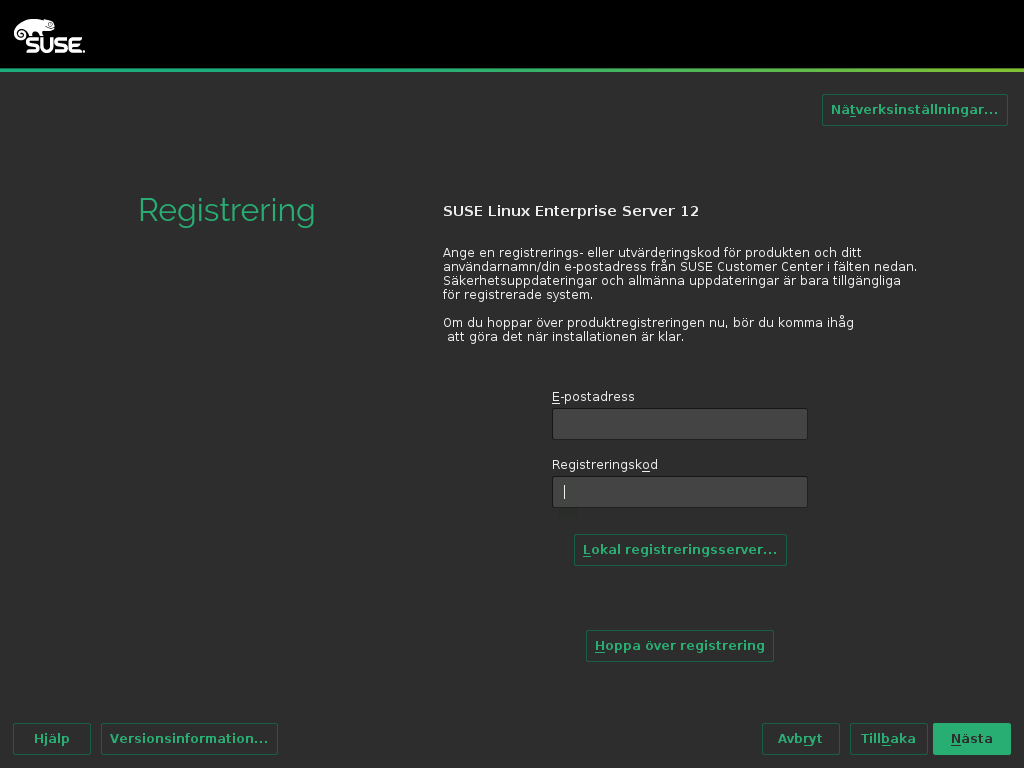 SUSE
Nätverksinställningar...
Registrering
SUSE Linux Enterprise Server 12
Ange en registrerings- eller utvärderingskod för produkten och ditt
användarnamn/din e-postadress från SUSE Customer Center i fälten nedan.
Säkerhetsuppdateringar och allmänna uppdateringar är bara tillgängliga
för registrerade system.
Om du hoppar över produktregistreringen nu, bör du komma ihåg
att göra det när installationen är klar.
E-postadress
Registreringskod
Lokal registreringsserver...
Hoppa över registrering
Hjälp Versionsinformation... Avbryt Tillbaka Nästa